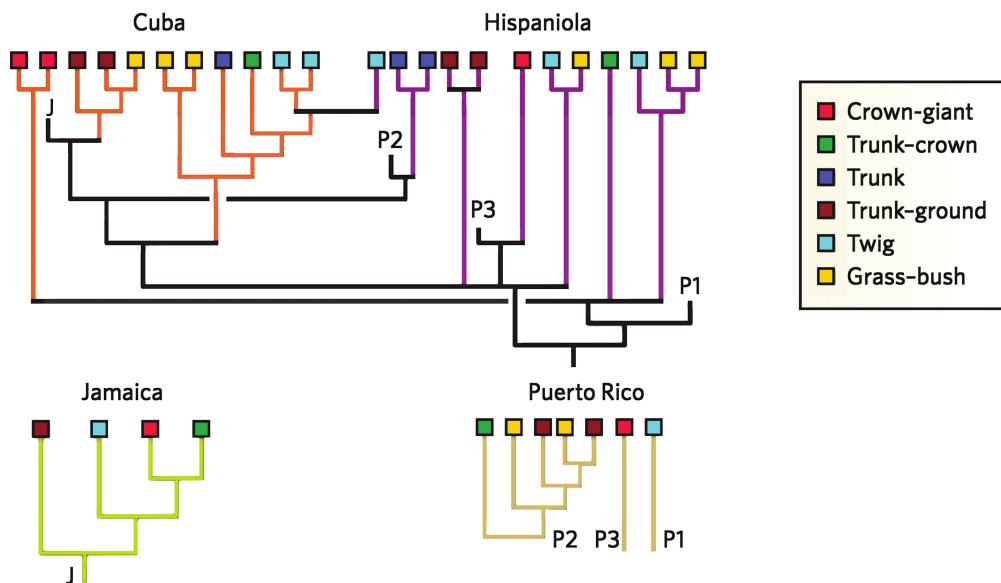 Cuba
Hispaniola
J
P2
P3
P1
Crown-giant
Trunk–crown
Trunk
Trunk-ground
Twig
Grass–bush
Jamaica
Puerto Rico
J
P2
P3
P1